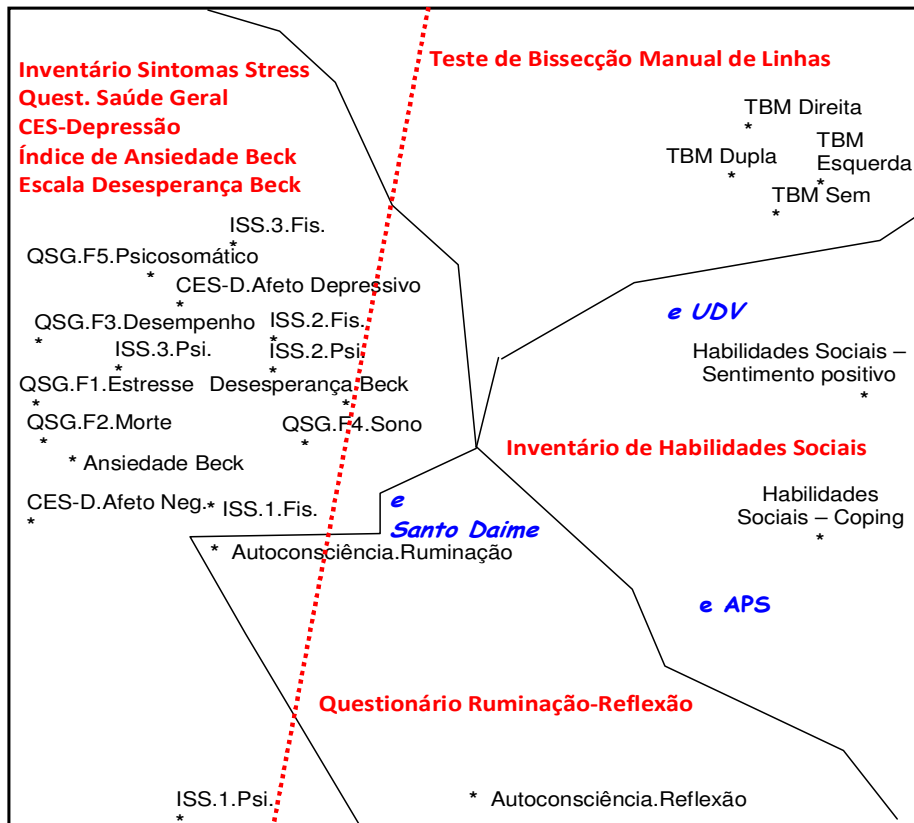 Inventário Sintomas Stress
Quest. Saúde Geral
CES-Depressão
Índice de Ansiedade Beck
Escala Desesperança Beck
Teste de Bissecção Manual de Linhas
TBM Direita
*
TBM Dupla
*
TBM
Esquerda
*
TBM Sem
*
ISS.3.Fis.
*
QSG.F5.Psicosomático
*
CES-D.Afeto Depressivo
*
QSG.F3.Desempenho
*
ISS.2.Fis.
*
ISS.3.Psi.
*
ISS.2.Psi.
*
QSG.F1.Estresse
*
Desesperança Beck
*
QSG.F2.Morte
*
QSG.F4.Sono
*
* Ansiedade Beck
CES-D.Afeto Neg.
*
* ISS.1.Fis.
e UDV
Habilidades Sociais –
Sentimento positivo
*
Inventário de Habilidades Sociais
Habilidades
Sociais – Coping
*
e
Santo Daime
* Autoconsciência.Ruminação
e APS
Questionário Ruminação-Reflexão
ISS.1.Psi.
*
* Autoconsciência.Reflexão